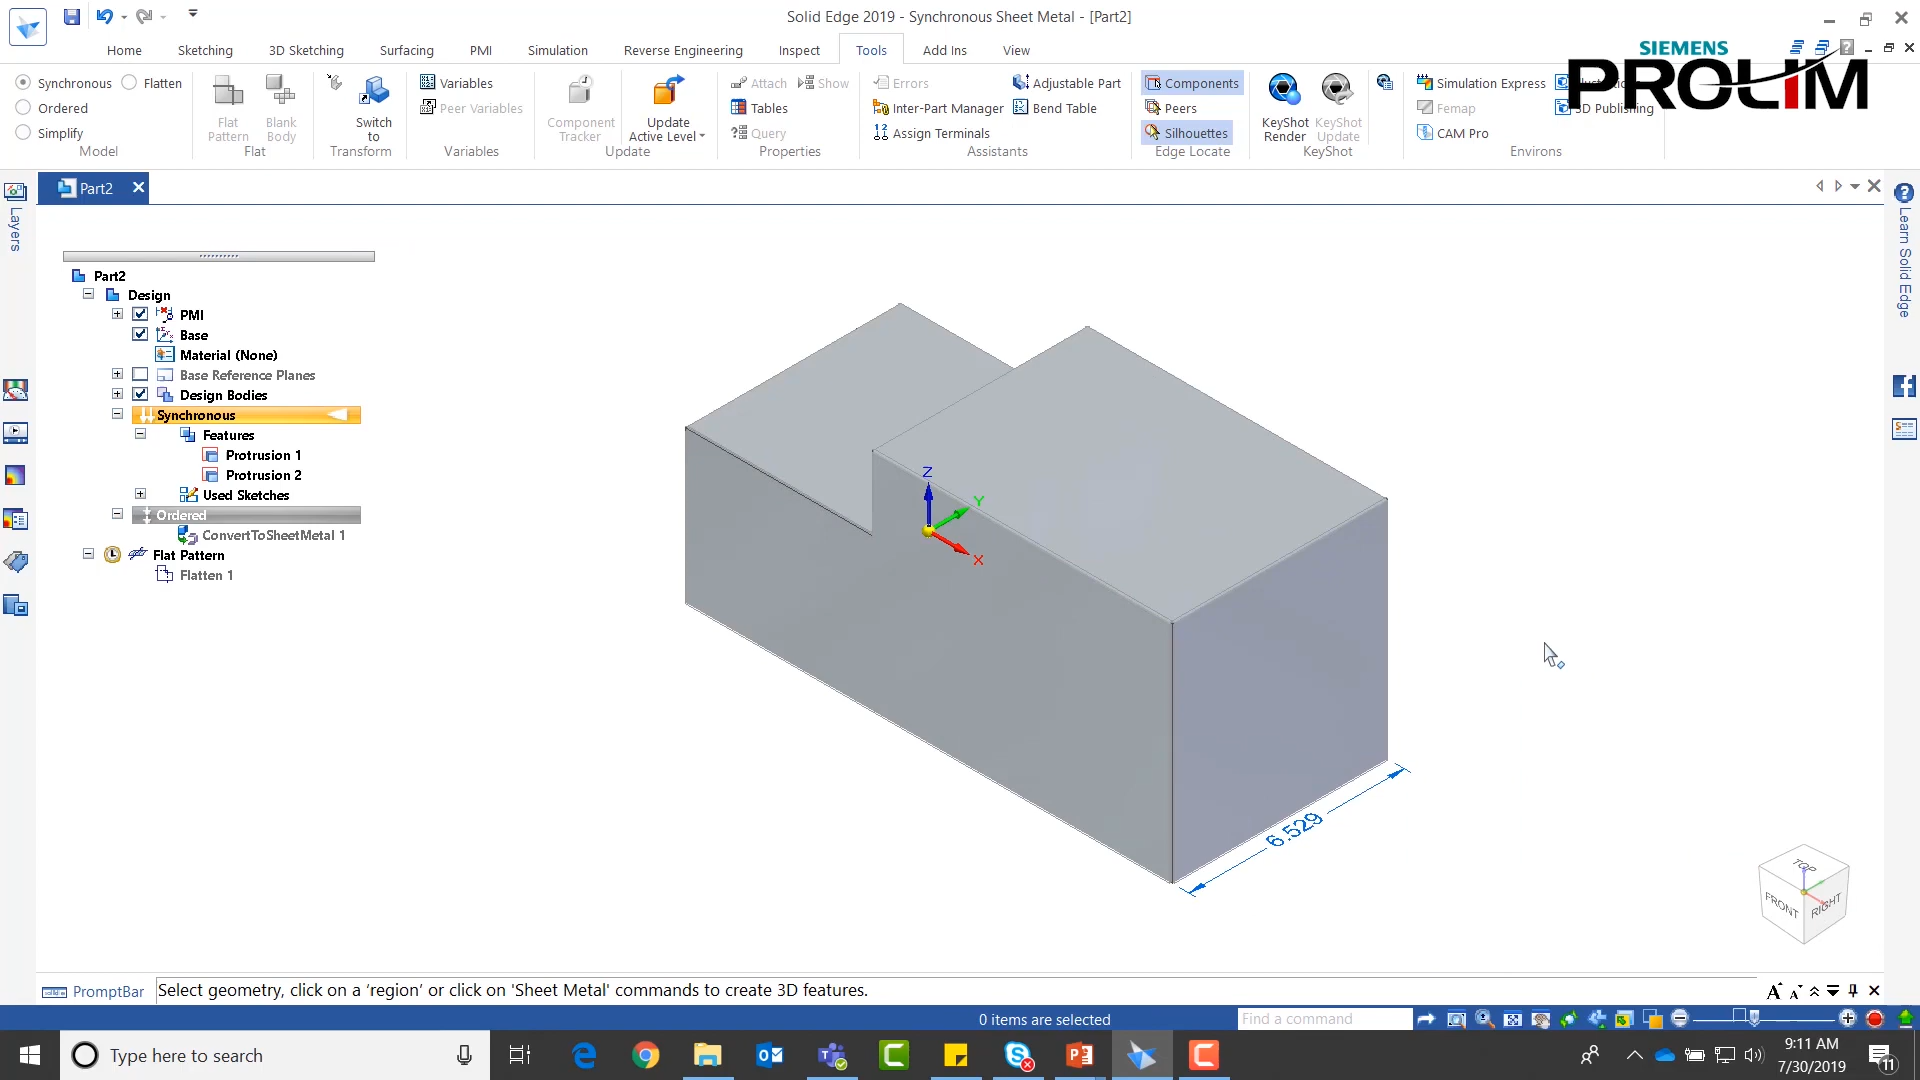 Solid Edge 2019 - Synchronous Sheet Metal - [Part2]
Home Sketching 3D Sketching Surfacing PMI Simulation Reverse Engineering Inspect Tools Add Ins View
SIEMENS
PROLIM
Synchronous Flatten
Ordered
Simplify
Model
Flat Pattern
Blank Body
Flat
Switch to
Transform
Variables
Peer Variables
Variables
Component Tracker
Update Active Level
Update
Attach Show
Tables
Query
Properties
Errors
Inter-Part Manager
Assign Terminals
Adjustable Part
Bend Table
Assistants
Components
Peers
Silhouettes
Edge Locate
KeyShot Render
KeyShot Update
KeyShot
Simulation Express
Femap
CAM Pro
3D Publishing
Environs
Part2
Layers
Learn Solid Edge
Part2
Design
PMI
Base
Material (None)
Base Reference Planes
Design Bodies
Synchronous
Features
Protrusion 1
Protrusion 2
Used Sketches
Ordered
ConvertToSheetMetal 1
Flat Pattern
Flatten 1
Z
Y
X
6.529
TOP
FRONT
RIGHT
PromptBar
Select geometry, click on a ‘region’ or click on 'Sheet Metal' commands to create 3D features.
0 items are selected
Find a command
Type here to search
9:11 AM
7/30/2019
11